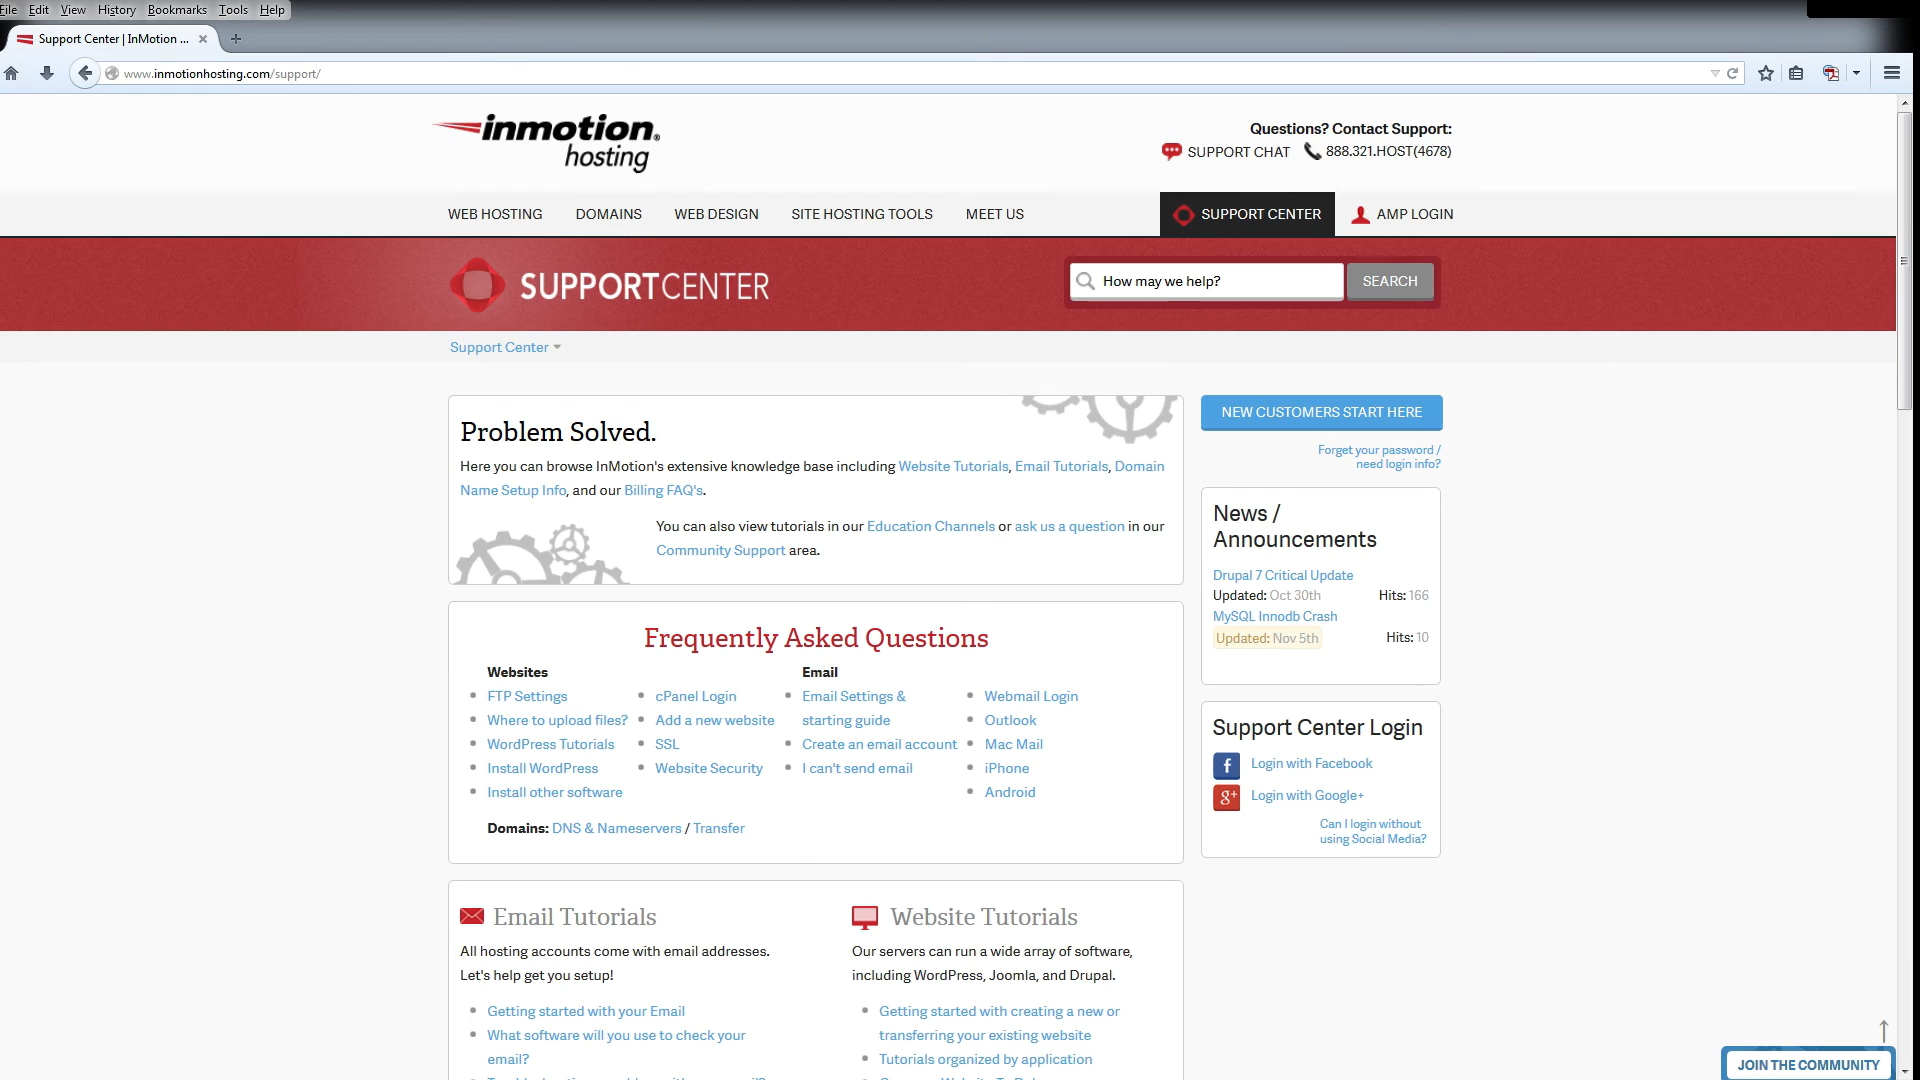 File Edit View History Bookmarks Tools Help
Support Center | InMotion ...
www.inmotionhosting.com/support/
inmotion
hosting
Questions? Contact Support:
SUPPORT CHAT 888.321.HOST(4678)
WEB HOSTING DOMAINS WEB DESIGN SITE HOSTING TOOLS MEET US SUPPORT CENTER AMP LOGIN
SUPPORTCENTER
How may we help? SEARCH
Support Center
Problem Solved.
Here you can browse InMotion's extensive knowledge base including Website Tutorials, Email Tutorials, Domain
Name Setup Info, and our Billing FAQ's.
You can also view tutorials in our Education Channels or ask us a question in our
Community Support area.
NEW CUSTOMERS START HERE
Forget your password /
need login info?
News /
Announcements
Drupal 7 Critical Update
Updated: Oct 30th Hits: 166
MySQL Innodb Crash
Updated: Nov 5th Hits: 10
Frequently Asked Questions
Websites
FTP Settings
Where to upload files?
WordPress Tutorials
Install WordPress
Install other software
cPanel Login
Add a new website
SSL
Website Security
Email
Email Settings &
starting guide
Create an email account
I can't send email
Webmail Login
Outlook
Mac Mail
iPhone
Android
Domains: DNS & Nameservers / Transfer
Support Center Login
f Login with Facebook
g+ Login with Google+
Can I login without
using Social Media?
Email Tutorials
All hosting accounts come with email addresses.
Let's help get you setup!
Getting started with your Email
What software will you use to check your
email?
Website Tutorials
Our servers can run a wide array of software,
including WordPress, Joomla, and Drupal.
Getting started with creating a new or
transferring your existing website
Tutorials organized by application
JOIN THE COMMUNITY